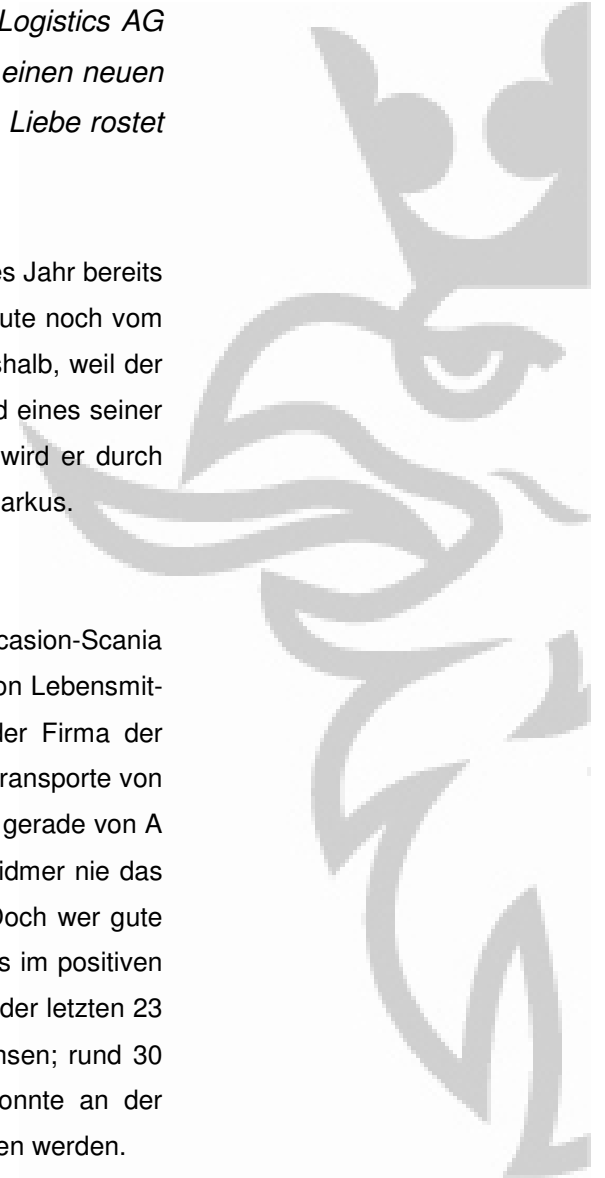 Logistics AG
einen neuen
Liebe rostet
es Jahr bereits
ute noch vom
shalb, weil der
d eines seiner
wird er durch
arkus.
casion-Scania
on Lebensmit-
der Firma der
ransporte von
gerade von A
idmer nie das
Doch wer gute
s im positiven
der letzten 23
nsen; rund 30
onnte an der
en werden.